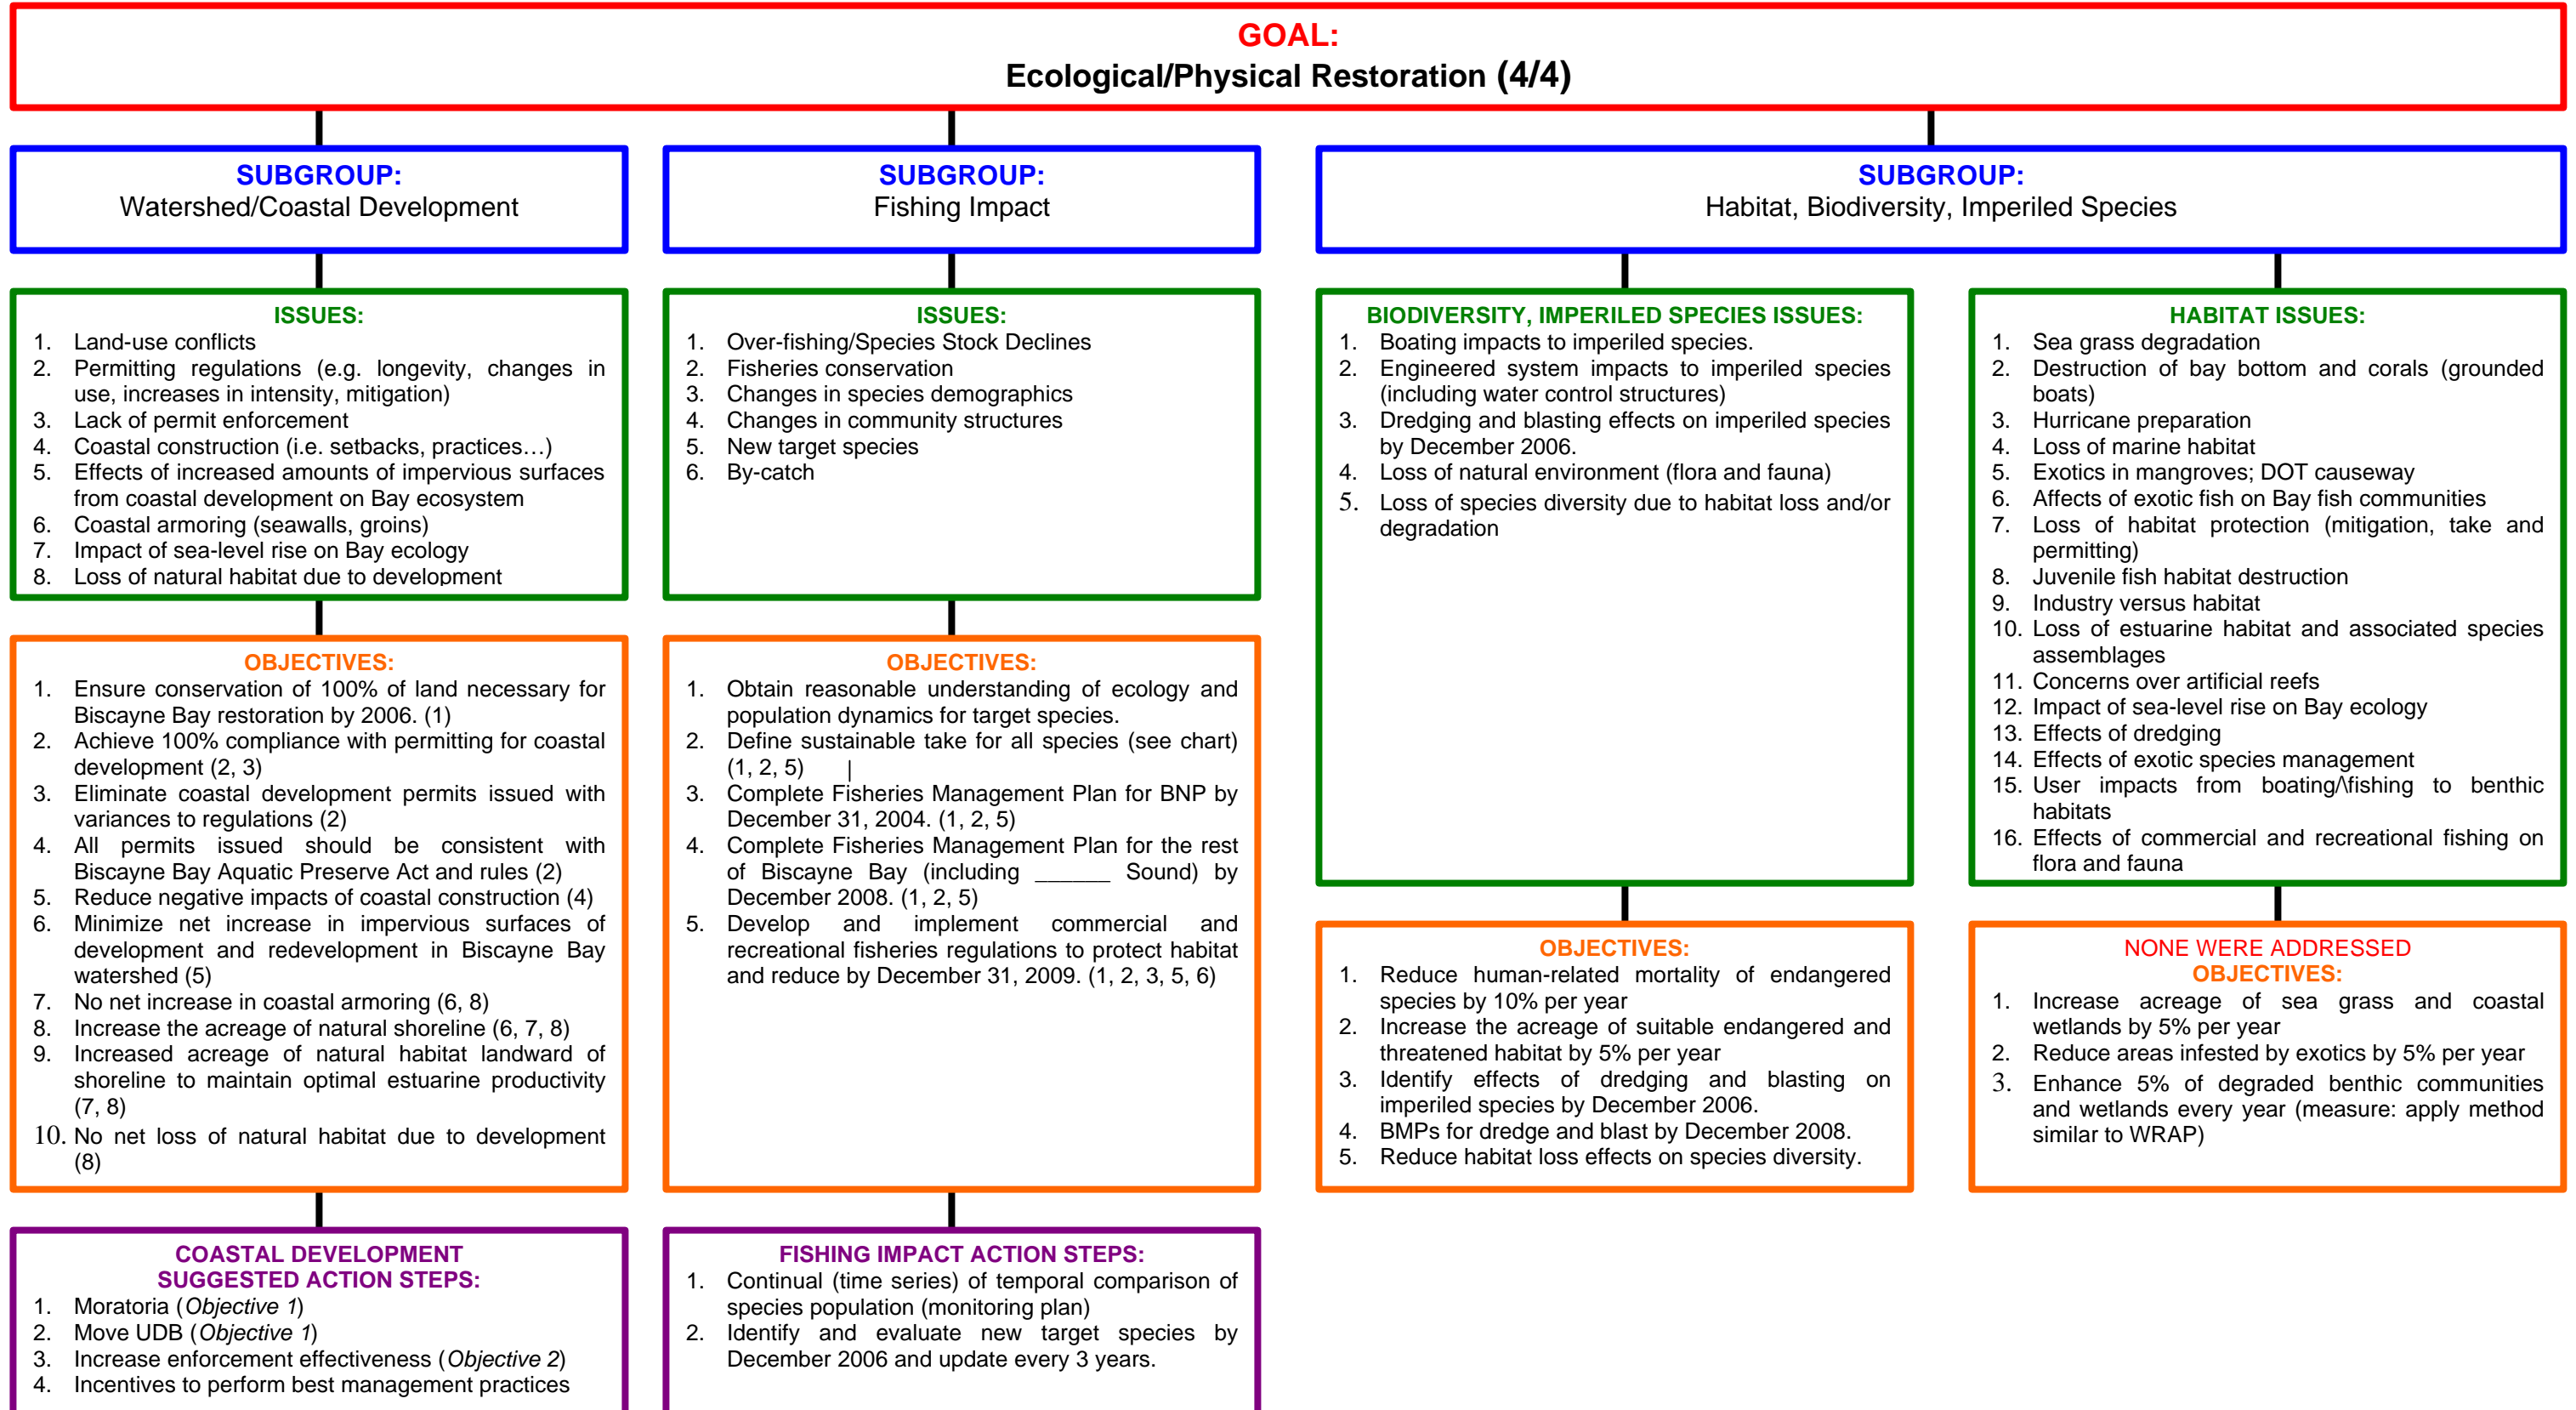 GOAL:
Ecological/Physical Restoration (4/4)
SUBGROUP:
Watershed/Coastal Development
ISSUES:
1. Land-use conflicts
2. Permitting regulations (e.g. longevity, changes in
use, increases in intensity, mitigation)
3. Lack of permit enforcement
4. Coastal construction (i.e. setbacks, practices…)
5. Effects of increased amounts of impervious surfaces
from coastal development on Bay ecosystem
6. Coastal armoring (seawalls, groins)
7. Impact of sea-level rise on Bay ecology
8. Loss of natural habitat due to development
OBJECTIVES:
1. Ensure conservation of 100% of land necessary for
Biscayne Bay restoration by 2006. (1)
2. Achieve 100% compliance with permitting for coastal
development (2, 3)
3. Eliminate coastal development permits issued with
variances to regulations (2)
4. All permits issued should be consistent with
Biscayne Bay Aquatic Preserve Act and rules (2)
5. Reduce negative impacts of coastal construction (4)
6. Minimize net increase in impervious surfaces of
development and redevelopment in Biscayne Bay
watershed (5)
7. No net increase in coastal armoring (6, 8)
8. Increase the acreage of natural shoreline (6, 7, 8)
9. Increased acreage of natural habitat landward of
shoreline to maintain optimal estuarine productivity
(7, 8)
10. No net loss of natural habitat due to development
(8)
COASTAL DEVELOPMENT
SUGGESTED ACTION STEPS:
1. Moratoria (Objective 1)
2. Move UDB (Objective 1)
3. Increase enforcement effectiveness (Objective 2)
4. Incentives to perform best management practices
SUBGROUP:
Fishing Impact
ISSUES:
1. Over-fishing/Species Stock Declines
2. Fisheries conservation
3. Changes in species demographics
4. Changes in community structures
5. New target species
6. By-catch
OBJECTIVES:
1. Obtain reasonable understanding of ecology and
population dynamics for target species.
2. Define sustainable take for all species (see chart)
(1, 2, 5) |
3. Complete Fisheries Management Plan for BNP by
December 31, 2004. (1, 2, 5)
4. Complete Fisheries Management Plan for the rest
of Biscayne Bay (including ______ Sound) by
December 2008. (1, 2, 5)
5. Develop and implement commercial and
recreational fisheries regulations to protect habitat
and reduce by December 31, 2009. (1, 2, 3, 5, 6)
FISHING IMPACT ACTION STEPS:
1. Continual (time series) of temporal comparison of
species population (monitoring plan)
2. Identify and evaluate new target species by
December 2006 and update every 3 years.
SUBGROUP:
Habitat, Biodiversity, Imperiled Species
BIODIVERSITY, IMPERILED SPECIES ISSUES:
1. Boating impacts to imperiled species.
2. Engineered system impacts to imperiled species
(including water control structures)
3. Dredging and blasting effects on imperiled species
by December 2006.
4. Loss of natural environment (flora and fauna)
5. Loss of species diversity due to habitat loss and/or
degradation
OBJECTIVES:
1. Reduce human-related mortality of endangered
species by 10% per year
2. Increase the acreage of suitable endangered and
threatened habitat by 5% per year
3. Identify effects of dredging and blasting on
imperiled species by December 2006.
4. BMPs for dredge and blast by December 2008.
5. Reduce habitat loss effects on species diversity.
HABITAT ISSUES:
1. Sea grass degradation
2. Destruction of bay bottom and corals (grounded
boats)
3. Hurricane preparation
4. Loss of marine habitat
5. Exotics in mangroves; DOT causeway
6. Affects of exotic fish on Bay fish communities
7. Loss of habitat protection (mitigation, take and
permitting)
8. Juvenile fish habitat destruction
9. Industry versus habitat
10. Loss of estuarine habitat and associated species
assemblages
11. Concerns over artificial reefs
12. Impact of sea-level rise on Bay ecology
13. Effects of dredging
14. Effects of exotic species management
15. User impacts from boating/\fishing to benthic
habitats
16. Effects of commercial and recreational fishing on
flora and fauna
NONE WERE ADDRESSED
OBJECTIVES:
1. Increase acreage of sea grass and coastal
wetlands by 5% per year
2. Reduce areas infested by exotics by 5% per year
3. Enhance 5% of degraded benthic communities
and wetlands every year (measure: apply method
similar to WRAP)